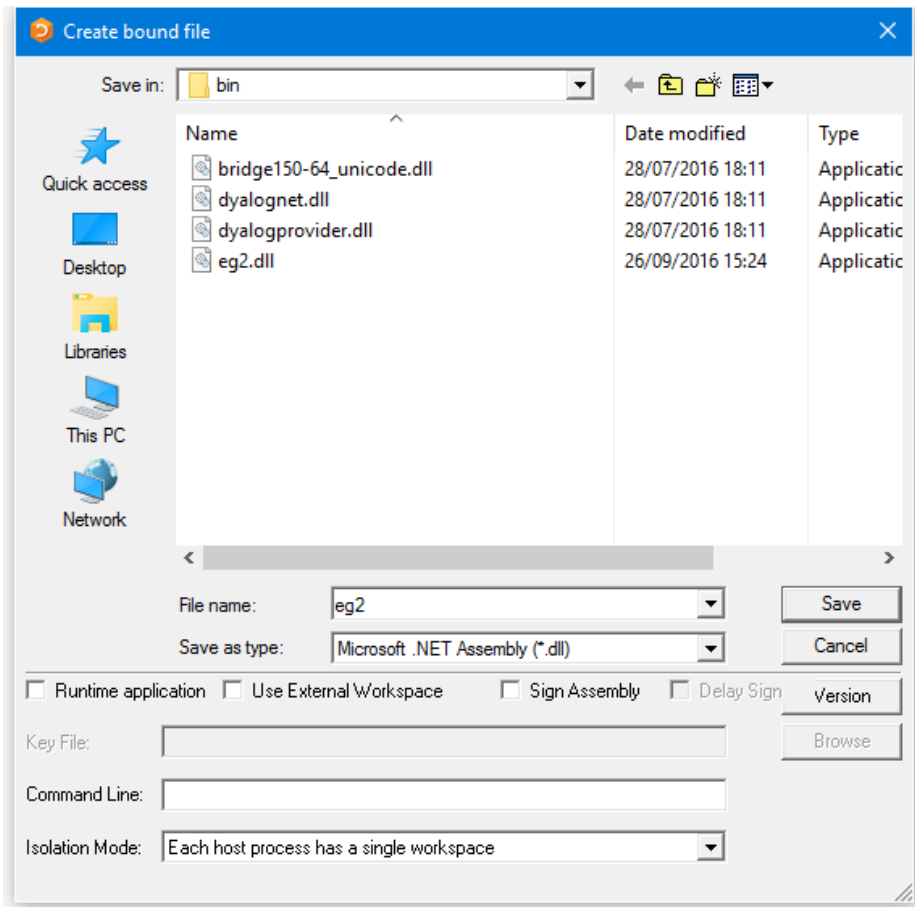 Create bound file
Save in: bin
Name Date modified Type
bridge150-64_unicode.dll 28/07/2016 18:11 Applicatic
dyalognet.dll 28/07/2016 18:11 Applicatic
dyalogprovider.dll 28/07/2016 18:11 Applicatic
eg2.dll 26/09/2016 15:24 Applicatic
Quick access
Desktop
Libraries
This PC
Network
File name: eg2 Save
Save as type: Microsoft .NET Assembly (*.dll) Cancel
Runtime application Use External Workspace Sign Assembly Delay Sign Version
Key File: Browse
Command Line:
Isolation Mode: Each host process has a single workspace